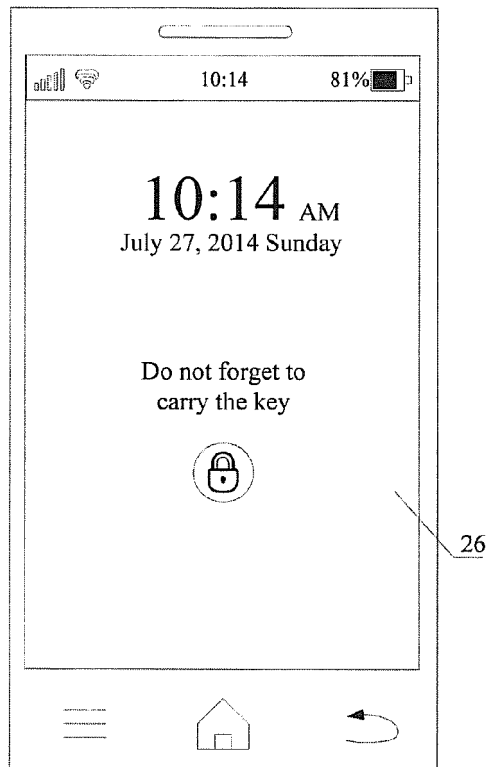 10:14 81%
10:14 AM
July 27, 2014 Sunday
Do not forget to
carry the key
26